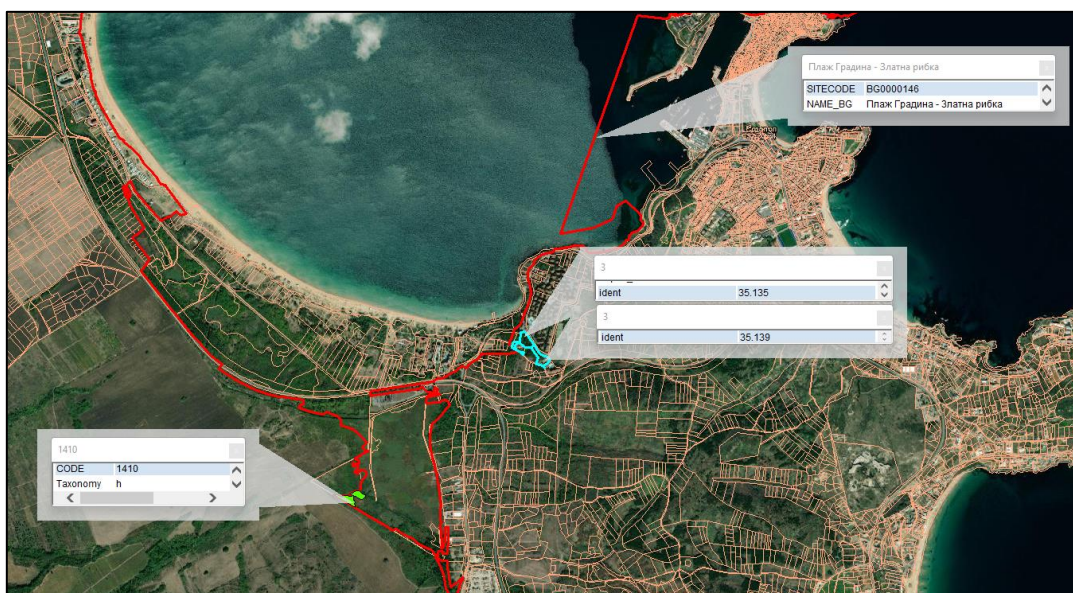 Плаж Градина - Златна рибка
SITECODE BG0000146
NAME_BG Плаж Градина - Златна рибка
3
ident 35.135
3
ident 35.139
1410
CODE 1410
Taxonomy h